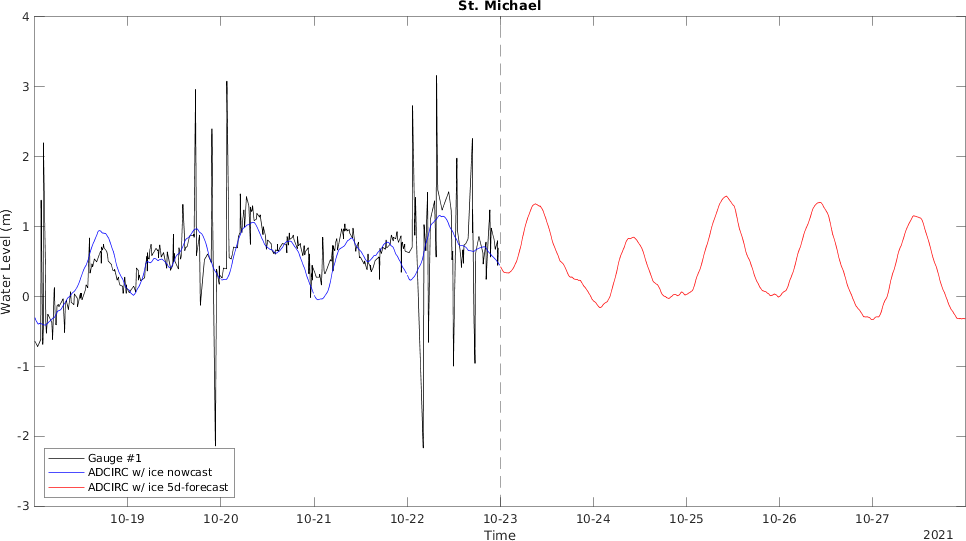 St. Michael
4
3
2
1
0
-1
-2
-3
Water Level (m)
Gauge #1
ADCIRC w/ ice nowcast
ADCIRC w/ ice 5d-forecast
10-19 10-20 10-21 10-22 10-23 10-24 10-25 10-26 10-27
Time
2021